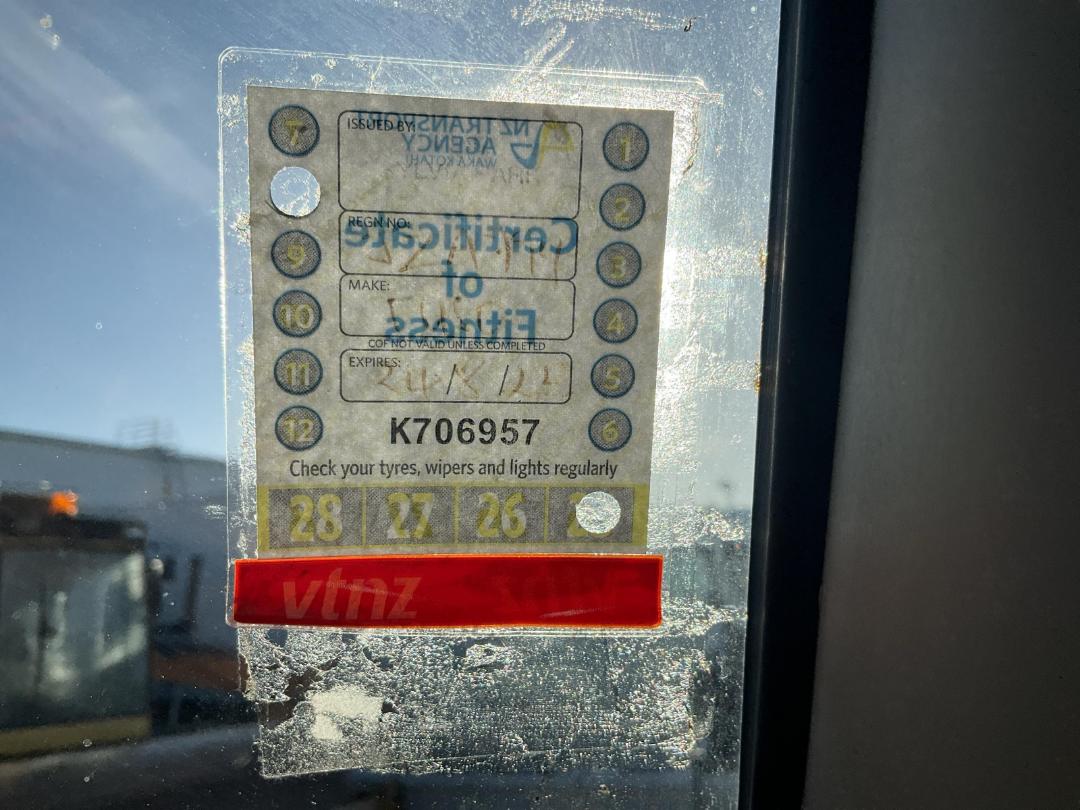 ISSUED BY:
NZ TRANSPORT
AGENCY
WAKA KOTAHI
REGN NO:
Certificate
of
MAKE:
Fitness
COF NOT VALID UNLESS COMPLETED
EXPIRES:
7
9
10
11
12
1
2
3
4
5
6
K706957
Check your tyres, wipers and lights regularly
28 27 26
vtnz